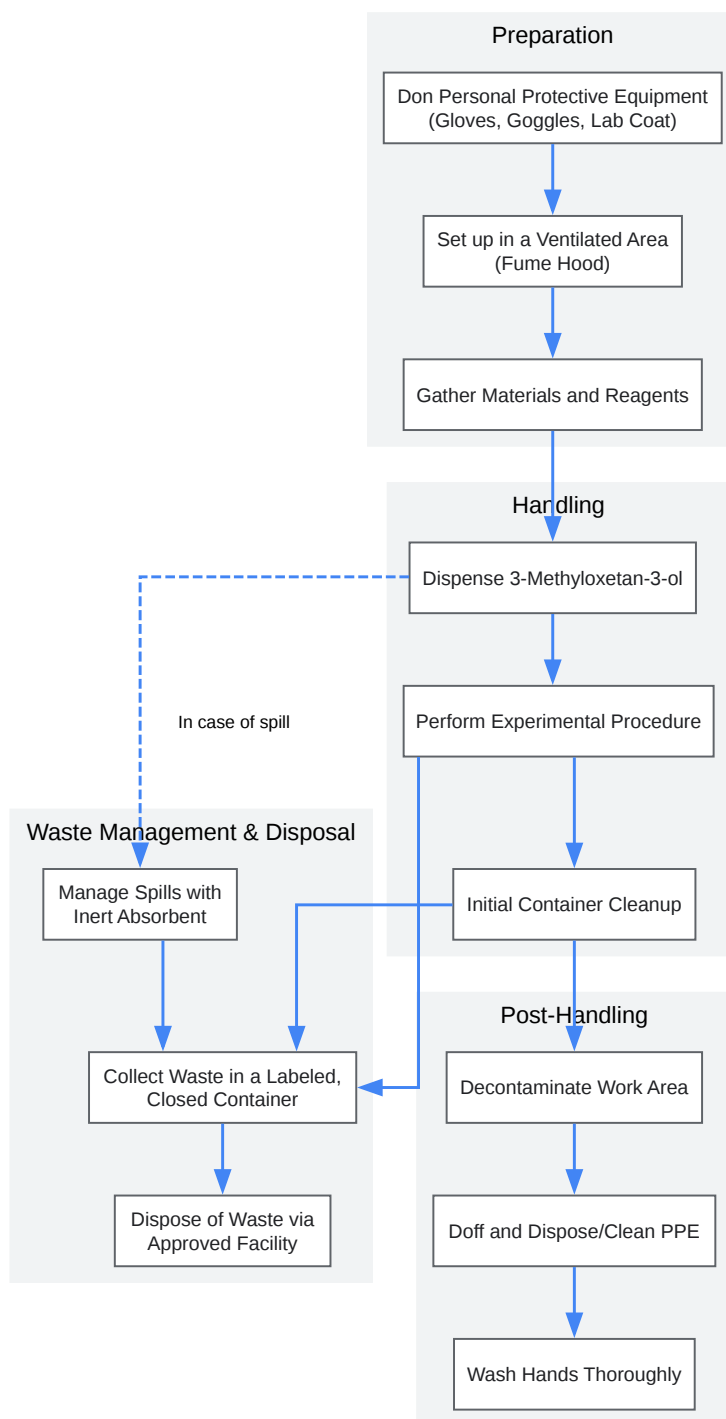 Preparation
Don Personal Protective Equipment
(Gloves, Goggles, Lab Coat)
Set up in a Ventilated Area
(Fume Hood)
Gather Materials and Reagents
Handling
Dispense 3-Methyloxetan-3-ol
Perform Experimental Procedure
In case of spill
Initial Container Cleanup
Waste Management & Disposal
Manage Spills with
Inert Absorbent
Collect Waste in a Labeled,
Closed Container
Dispose of Waste via
Approved Facility
Post-Handling
Decontaminate Work Area
Doff and Dispose/Clean PPE
Wash Hands Thoroughly